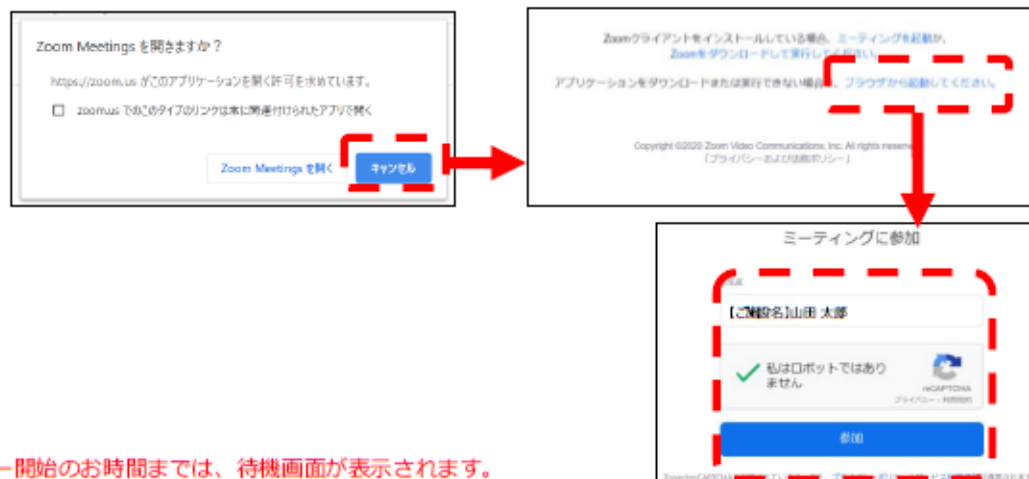 Zoom Meetings を開きますか？
https://zoom.us がこのアプリケーションを開く許可を求めています。
zoom.us でのこのタイプのリンクは常に関連付けられたアプリで開く
Zoom Meetings を開く
キャンセル
Zoomクライアントをインストールしている場合、ミーティングを起動か、
Zoomをダウンロードして実行してください。
アプリケーションをダウンロードまたは実行できない場合は、ブラウザから起動してください。
Copyright ©2020 Zoom Video Communications, Inc. All rights reserve
「プライバシーおよび法務ポリシー」
ミーティングに参加
【ご施設名】山田 太郎
私はロボットではあり
ません
reCAPTCHA
プライバシー - 利用規約
参加
ー開始のお時間までは、待機画面が表示されます。